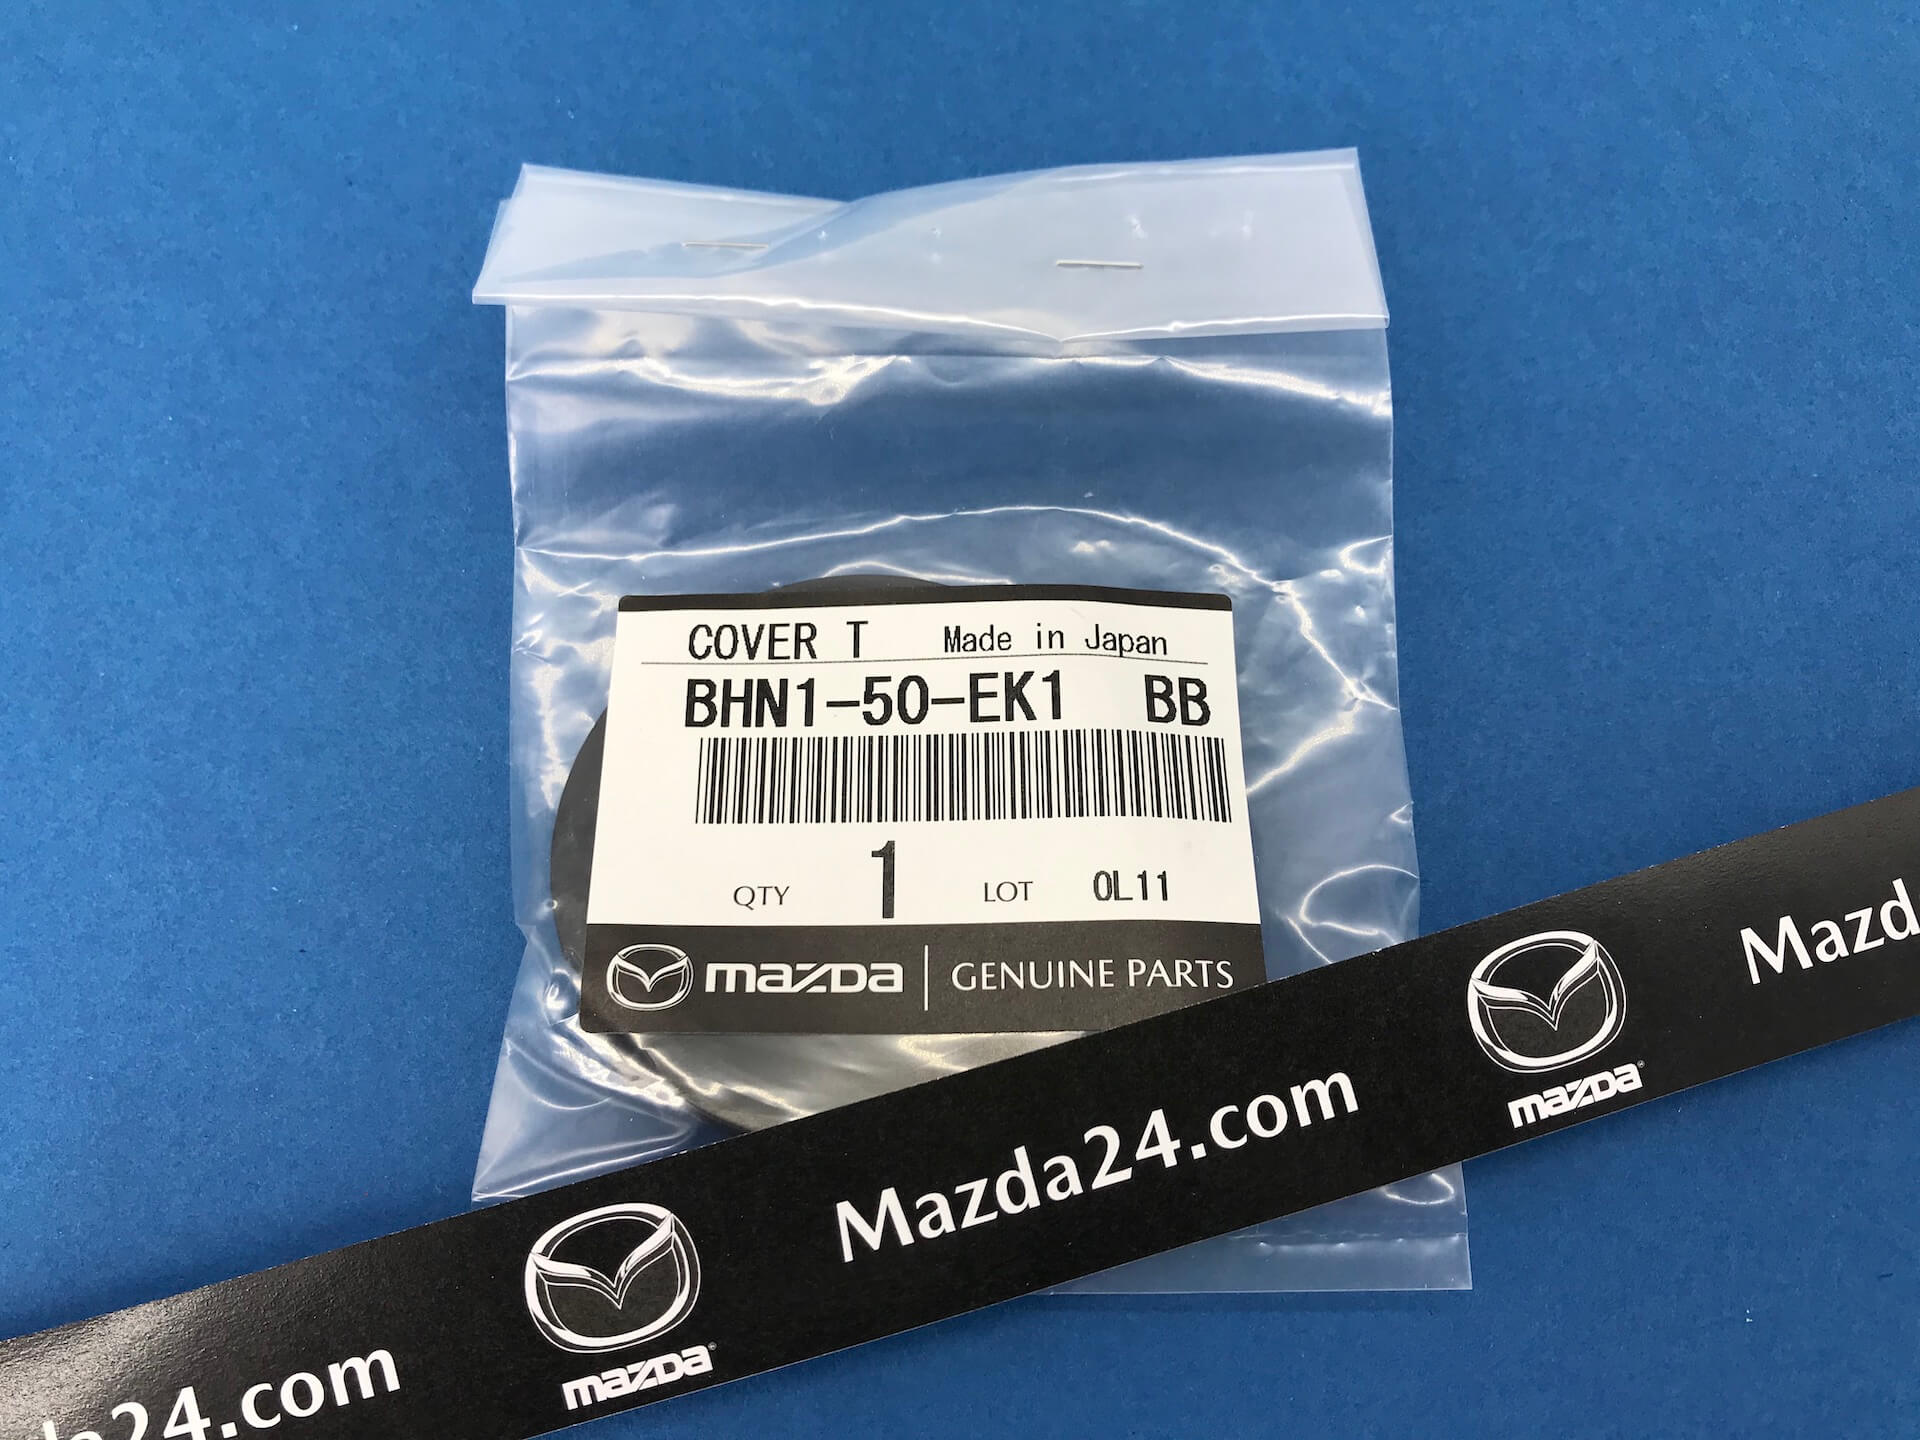 COVER T Made in Japan
BHN1-50-EK1 BB
QTY 1 LOT 0L11
mazda GENUINE PARTS
Mazda24.com
mazda
Mazd
da24.com
mazda